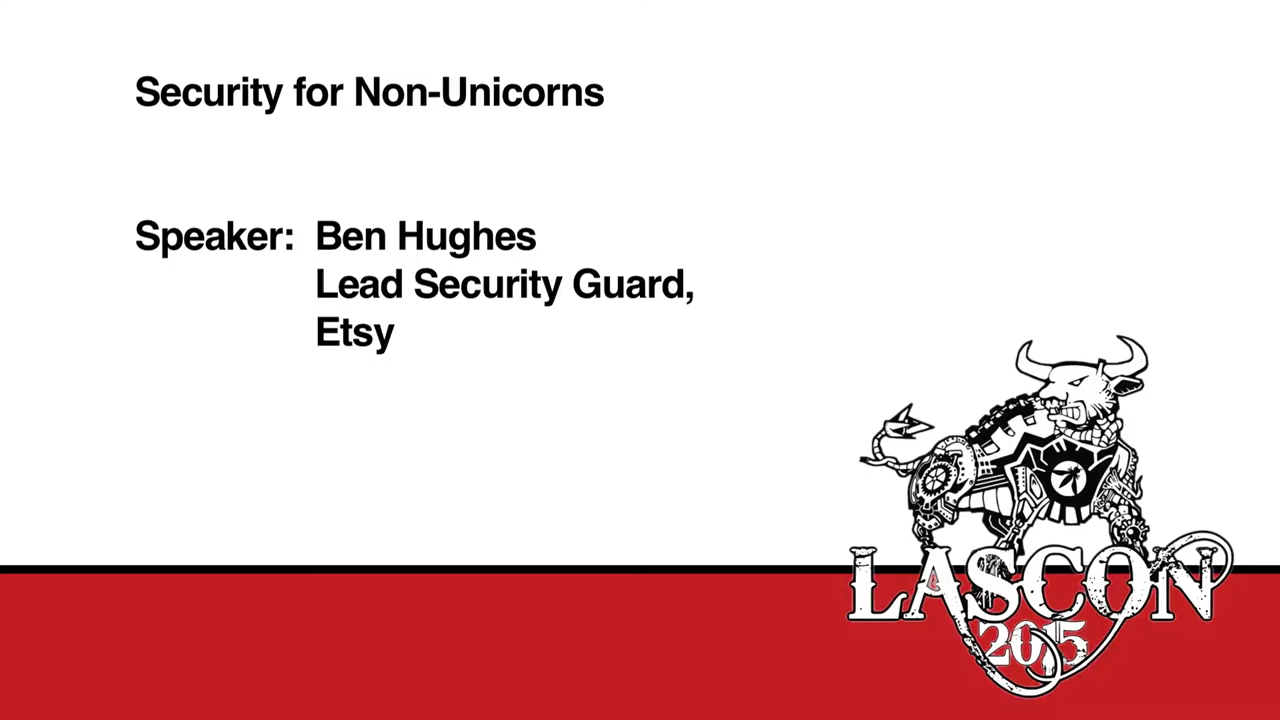 Security for Non-Unicorns
Speaker: Ben Hughes
Lead Security Guard,
Etsy
LASCON
2015